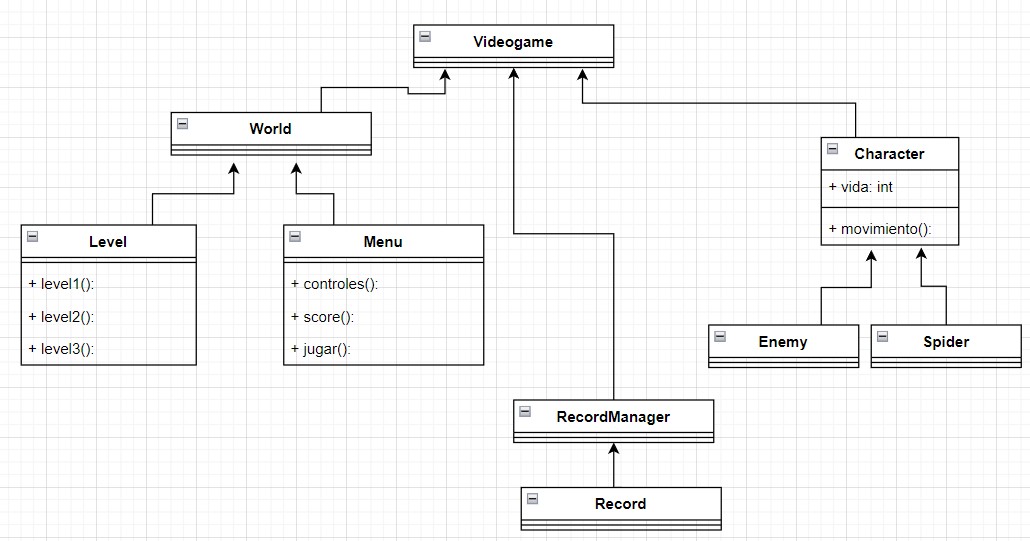 Videogame
World
Character
+ vida: int
+ movimiento():
Level
+ level1():
+ level2():
+ level3():
Menu
+ controles():
+ score():
+ jugar():
Enemy
Spider
RecordManager
Record